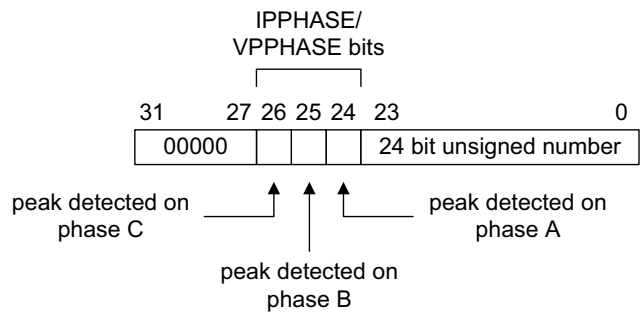 IPPHASE/
VPPHASE bits
31 27 26 25 24 23 0
00000 24 bit unsigned number
peak detected on
phase C
peak detected on
phase A
peak detected on
phase B